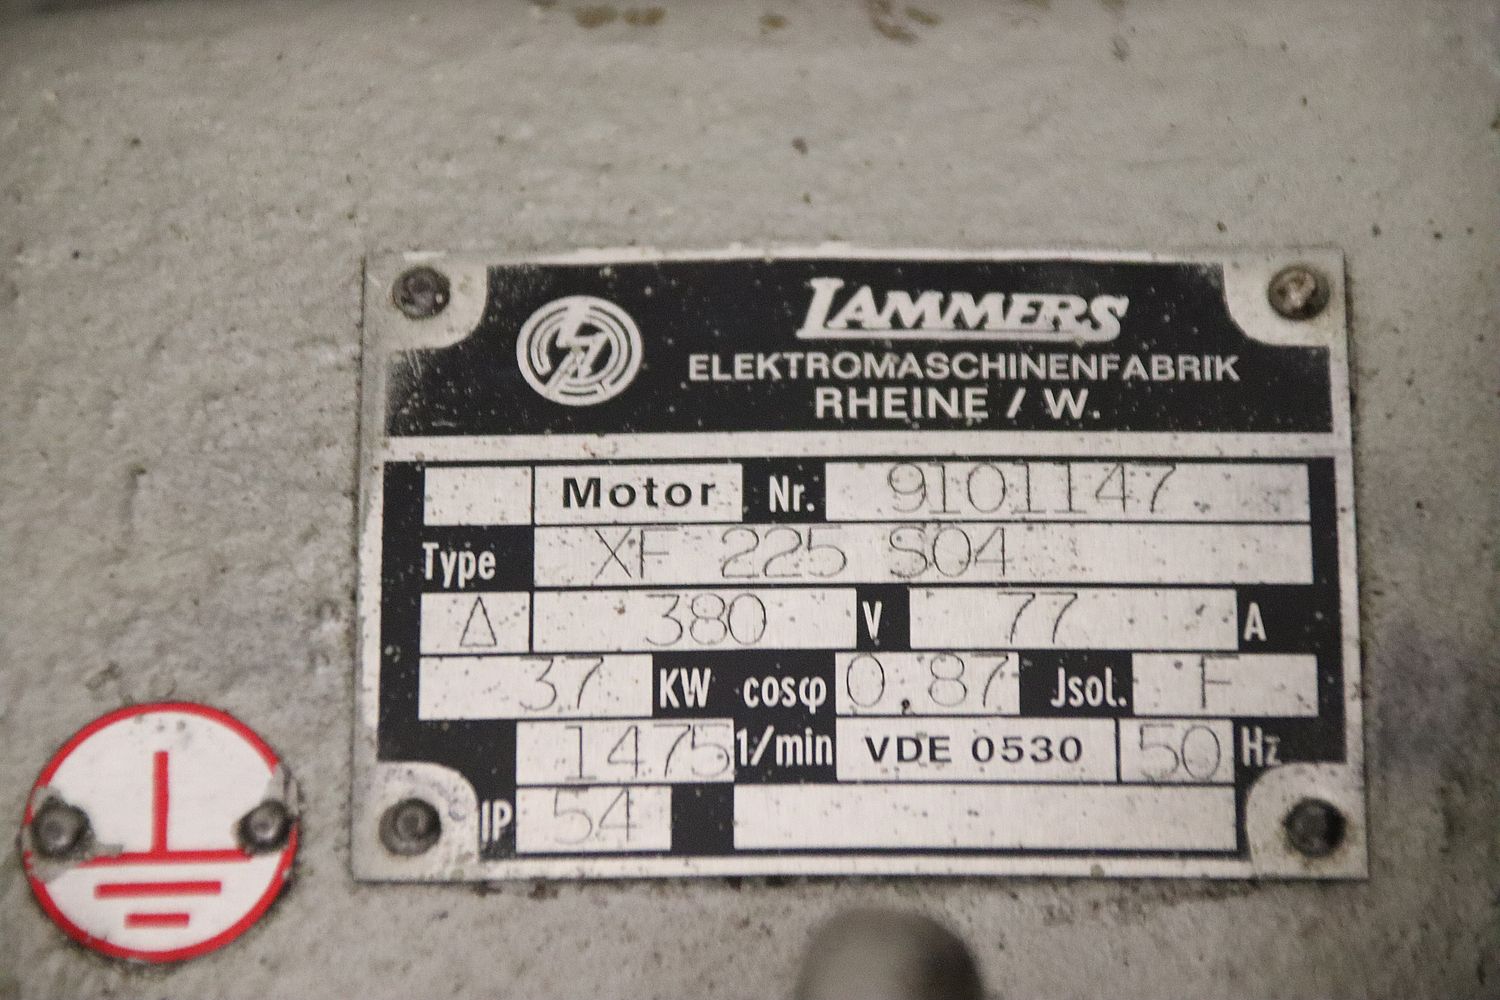 LAMMERS
ELEKTROMASCHINENFABRIK
RHEINE / W.
Motor Nr. 9101147
Type XF 225 S04
Δ 380 V 77 A
37 KW cosφ 0,87 Jsol. F
1475 1/min VDE 0530 50 Hz
IP 54